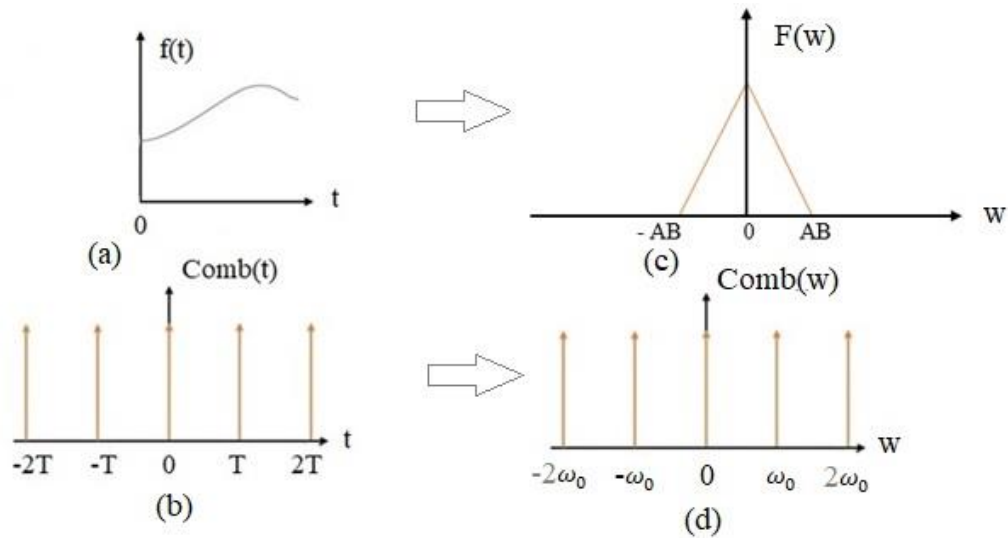 f(t)
t
0
(a)
F(w)
w
- AB 0 AB
(c)
Comb(t)
t
-2T -T 0 T 2T
(b)
Comb(w)
w
-2ω₀ -ω₀ 0 ω₀ 2ω₀
(d)